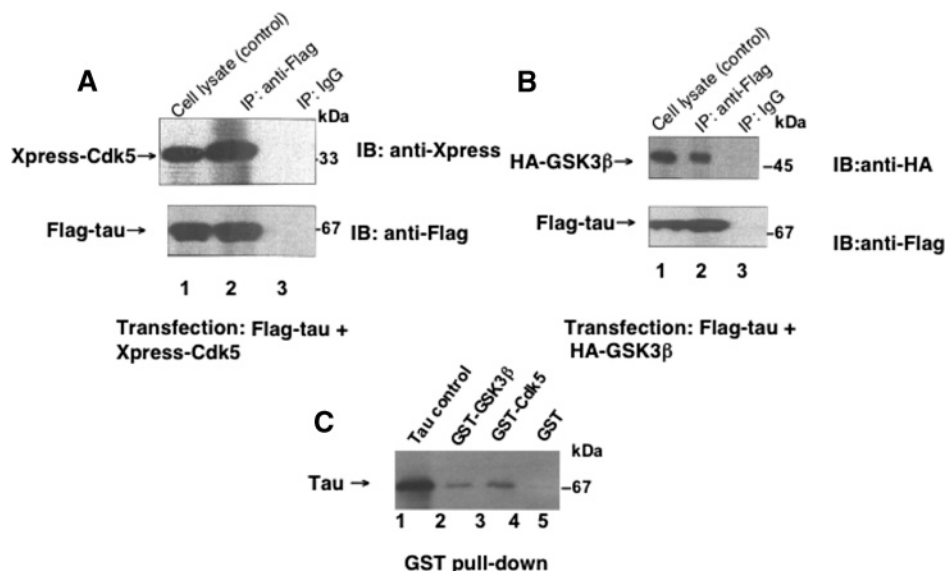 A
Cell lysate (control)
IP: anti-Flag
IP: IgG
kDa
Xpress-Cdk5→
-33
IB: anti-Xpress
Flag-tau→
-67
IB: anti-Flag
1 2 3
Transfection: Flag-tau +
Xpress-Cdk5
B
Cell lysate (control)
IP: anti-Flag
IP: IgG
kDa
HA-GSK3β→
-45
IB:anti-HA
Flag-tau→
-67
IB:anti-Flag
1 2 3
Transfection: Flag-tau +
HA-GSK3β
C
Tau control
GST-GSK3β
GST-Cdk5
GST
kDa
Tau →
-67
1 2 3 4 5
GST pull-down